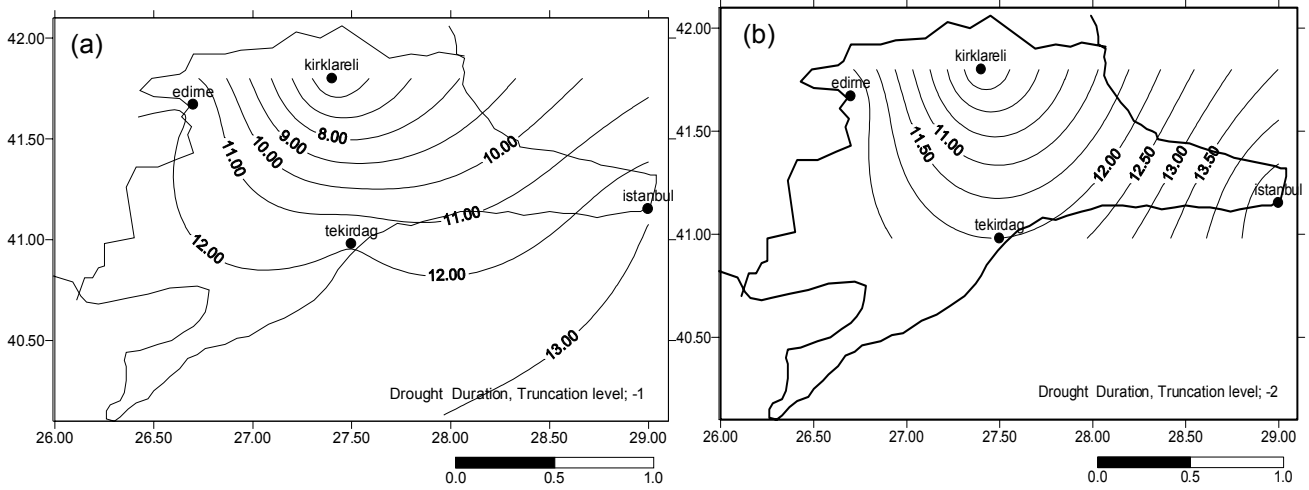 (a)
42.00
41.50
41.00
40.50
26.00 26.50 27.00 27.50 28.00 28.50 29.00
kirklareli
edirne
tekirdag
istanbul
8.00
9.00
10.00
11.00
12.00
10.00
11.00
12.00
13.00
Drought Duration, Truncation level; -1
0.0 0.5 1.0
(b)
42.00
41.50
41.00
40.50
26.00 26.50 27.00 27.50 28.00 28.50 29.00
kirklareli
edirne
tekirdag
istanbul
11.00
11.50
12.00
12.50
13.00
13.50
Drought Duration, Truncation level; -2
0.0 0.5 1.0